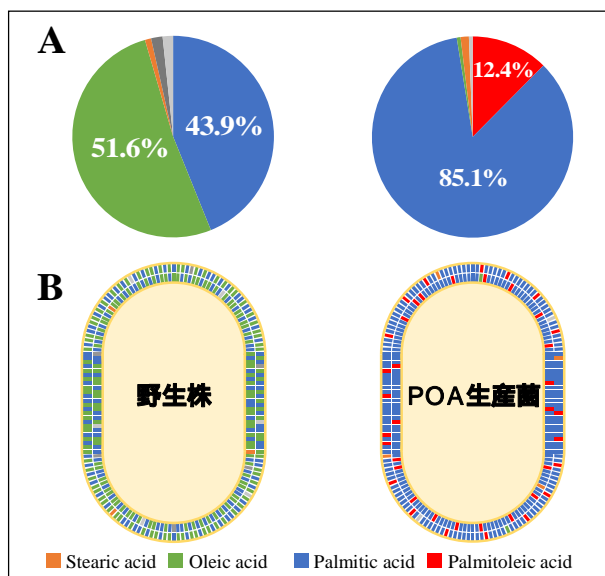 A
43.9%
51.6%
12.4%
85.1%
B
野生株
POA生産菌
Stearic acid
Oleic acid
Palmitic acid
Palmitoleic acid